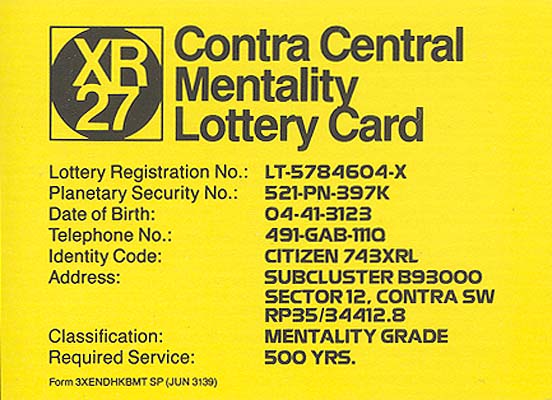 XR
27
Contra Central
Mentality
Lottery Card
Lottery Registration No.: LT-5784604-X
Planetary Security No.: 521-PN-397K
Date of Birth: 04-41-3123
Telephone No.: 491-GAB-111Q
Identity Code: CITIZEN 743XRL
Address: SUBCLUSTER B93000
SECTOR 12, CONTRA SW
RP35/34412.8
Classification: MENTALITY GRADE
Required Service: 500 YRS.
Form 3XENDHKBMT SP (JUN 3139)